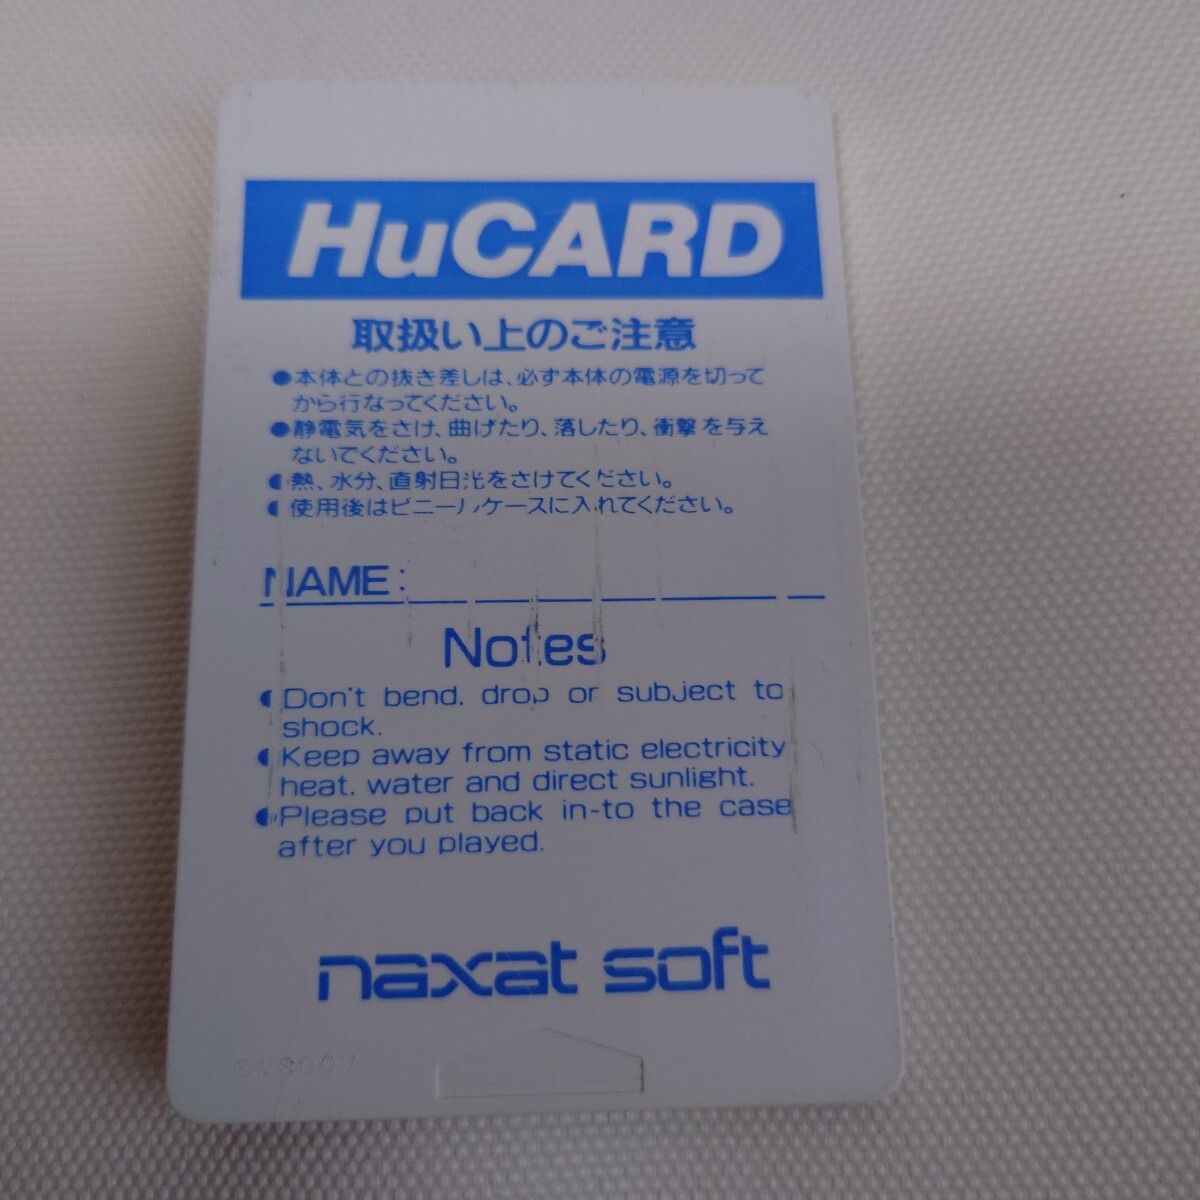 HuCARD
取扱い上のご注意
●本体との抜き差しは、必ず本体の電源を切って
から行なってください。
●静電気をさけ、曲げたり、落したり、衝撃を与え
ないでください。
●熱、水分、直射日光をさけてください。
●使用後はビニールケースに入れてください。
NAME:
Notes
●Don't bend, drop or subject to
shock.
●Keep away from static electricity
heat, water and direct sunlight.
●Please put back in-to the case
after you played.
naxat soft